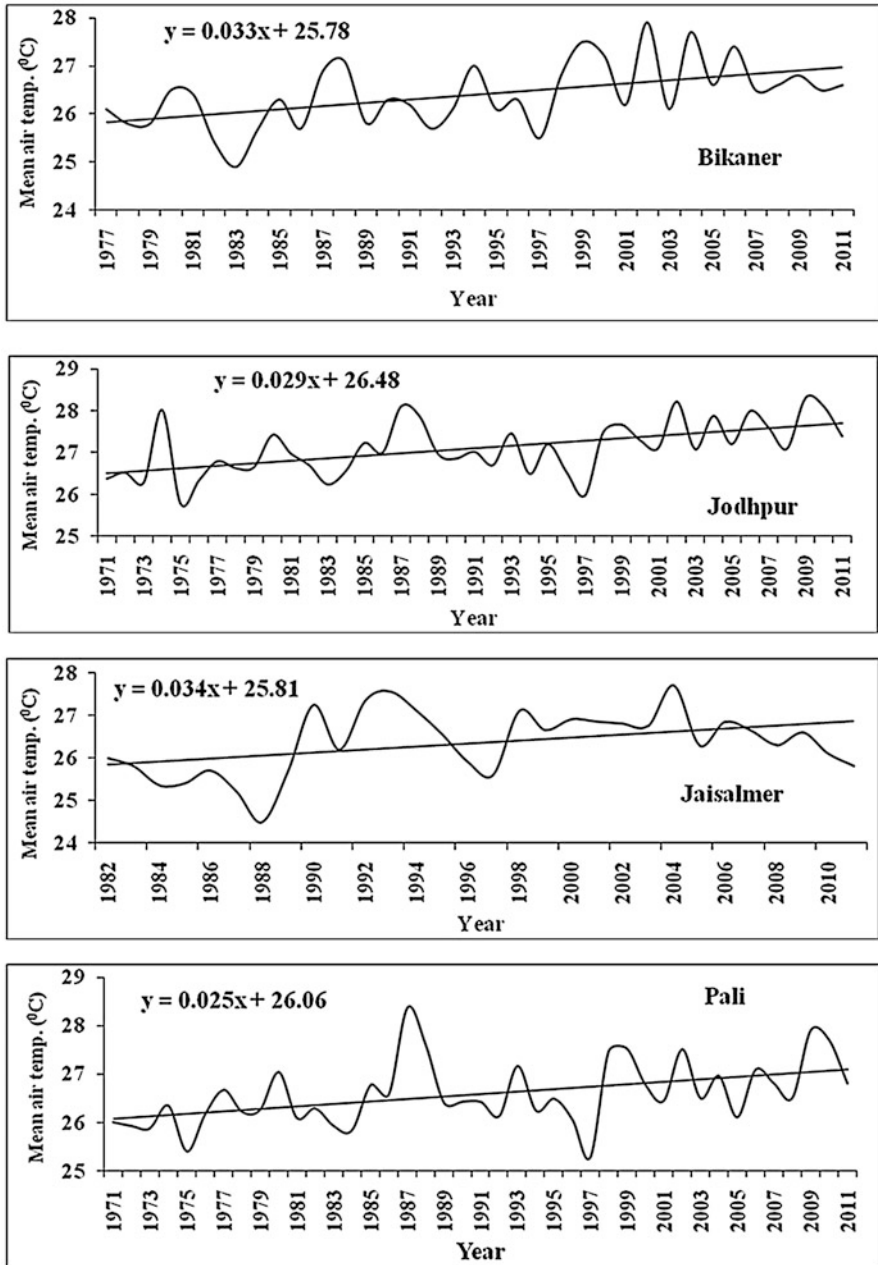 y = 0.033x + 25.78
Mean air temp. (⁰C)
28
27
26
25
24
Bikaner
1977 1979 1981 1983 1985 1987 1989 1991 1993 1995 1997 1999 2001 2003 2005 2007 2009 2011
Year
y = 0.029x + 26.48
Mean air temp. (⁰C)
29
28
27
26
25
Jodhpur
1971 1973 1975 1977 1979 1981 1983 1985 1987 1989 1991 1993 1995 1997 1999 2001 2003 2005 2007 2009 2011
Year
y = 0.034x + 25.81
Mean air temp. (⁰C)
28
27
26
25
24
Jaisalmer
1982 1984 1986 1988 1990 1992 1994 1996 1998 2000 2002 2004 2006 2008 2010
Year
y = 0.025x + 26.06
Pali
Mean air temp. (⁰C)
29
28
27
26
25
1971 1973 1975 1977 1979 1981 1983 1985 1987 1989 1991 1993 1995 1997 1999 2001 2003 2005 2007 2009 2011
Year